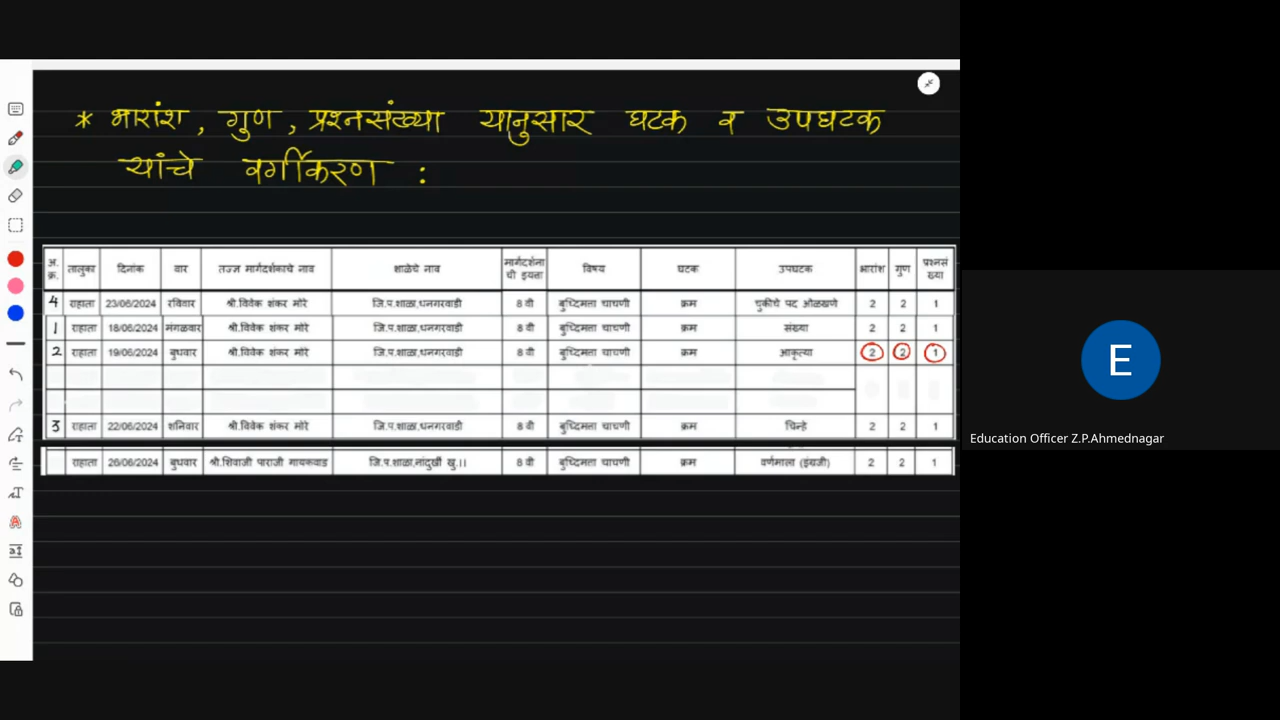 * भारांश, गुण, प्रश्नसंख्या यानुसार घटक व उपघटक
यांचे वर्गीकरण :
अ. क्र. तालुका दिनांक वार तज्ज्ञ मार्गदर्शकाचे नाव शाळेचे नाव मार्गदर्शनाची इयत्ता विषय घटक उपघटक भारांश गुण प्रश्नसंख्या
4 राहाता 23/06/2024 रविवार श्री.विवेक शंकर मोरे जि.प.शाळा,धनगरवाडी 8 वी बुध्दिमत्ता चाचणी क्रम चुकीचे पद ओळखणे 2 2 1
1 राहाता 18/06/2024 मंगळवार श्री.विवेक शंकर मोरे जि.प.शाळा,धनगरवाडी 8 वी बुध्दिमत्ता चाचणी क्रम संख्या 2 2 1
2 राहाता 19/06/2024 बुधवार श्री.विवेक शंकर मोरे जि.प.शाळा,धनगरवाडी 8 वी बुध्दिमत्ता चाचणी क्रम आकृत्या 2 2 1
3 राहाता 22/06/2024 शनिवार श्री.विवेक शंकर मोरे जि.प.शाळा,धनगरवाडी 8 वी बुध्दिमत्ता चाचणी क्रम चिन्हे 2 2 1
राहाता 26/06/2024 बुधवार श्री.शिवाजी पाराजी गायकवाड जि.प.शाळा,नांदुर्खी खु.।। 8 वी बुध्दिमत्ता चाचणी क्रम वर्णमाला (इंग्रजी) 2 2 1
E
Education Officer Z.P.Ahmednagar